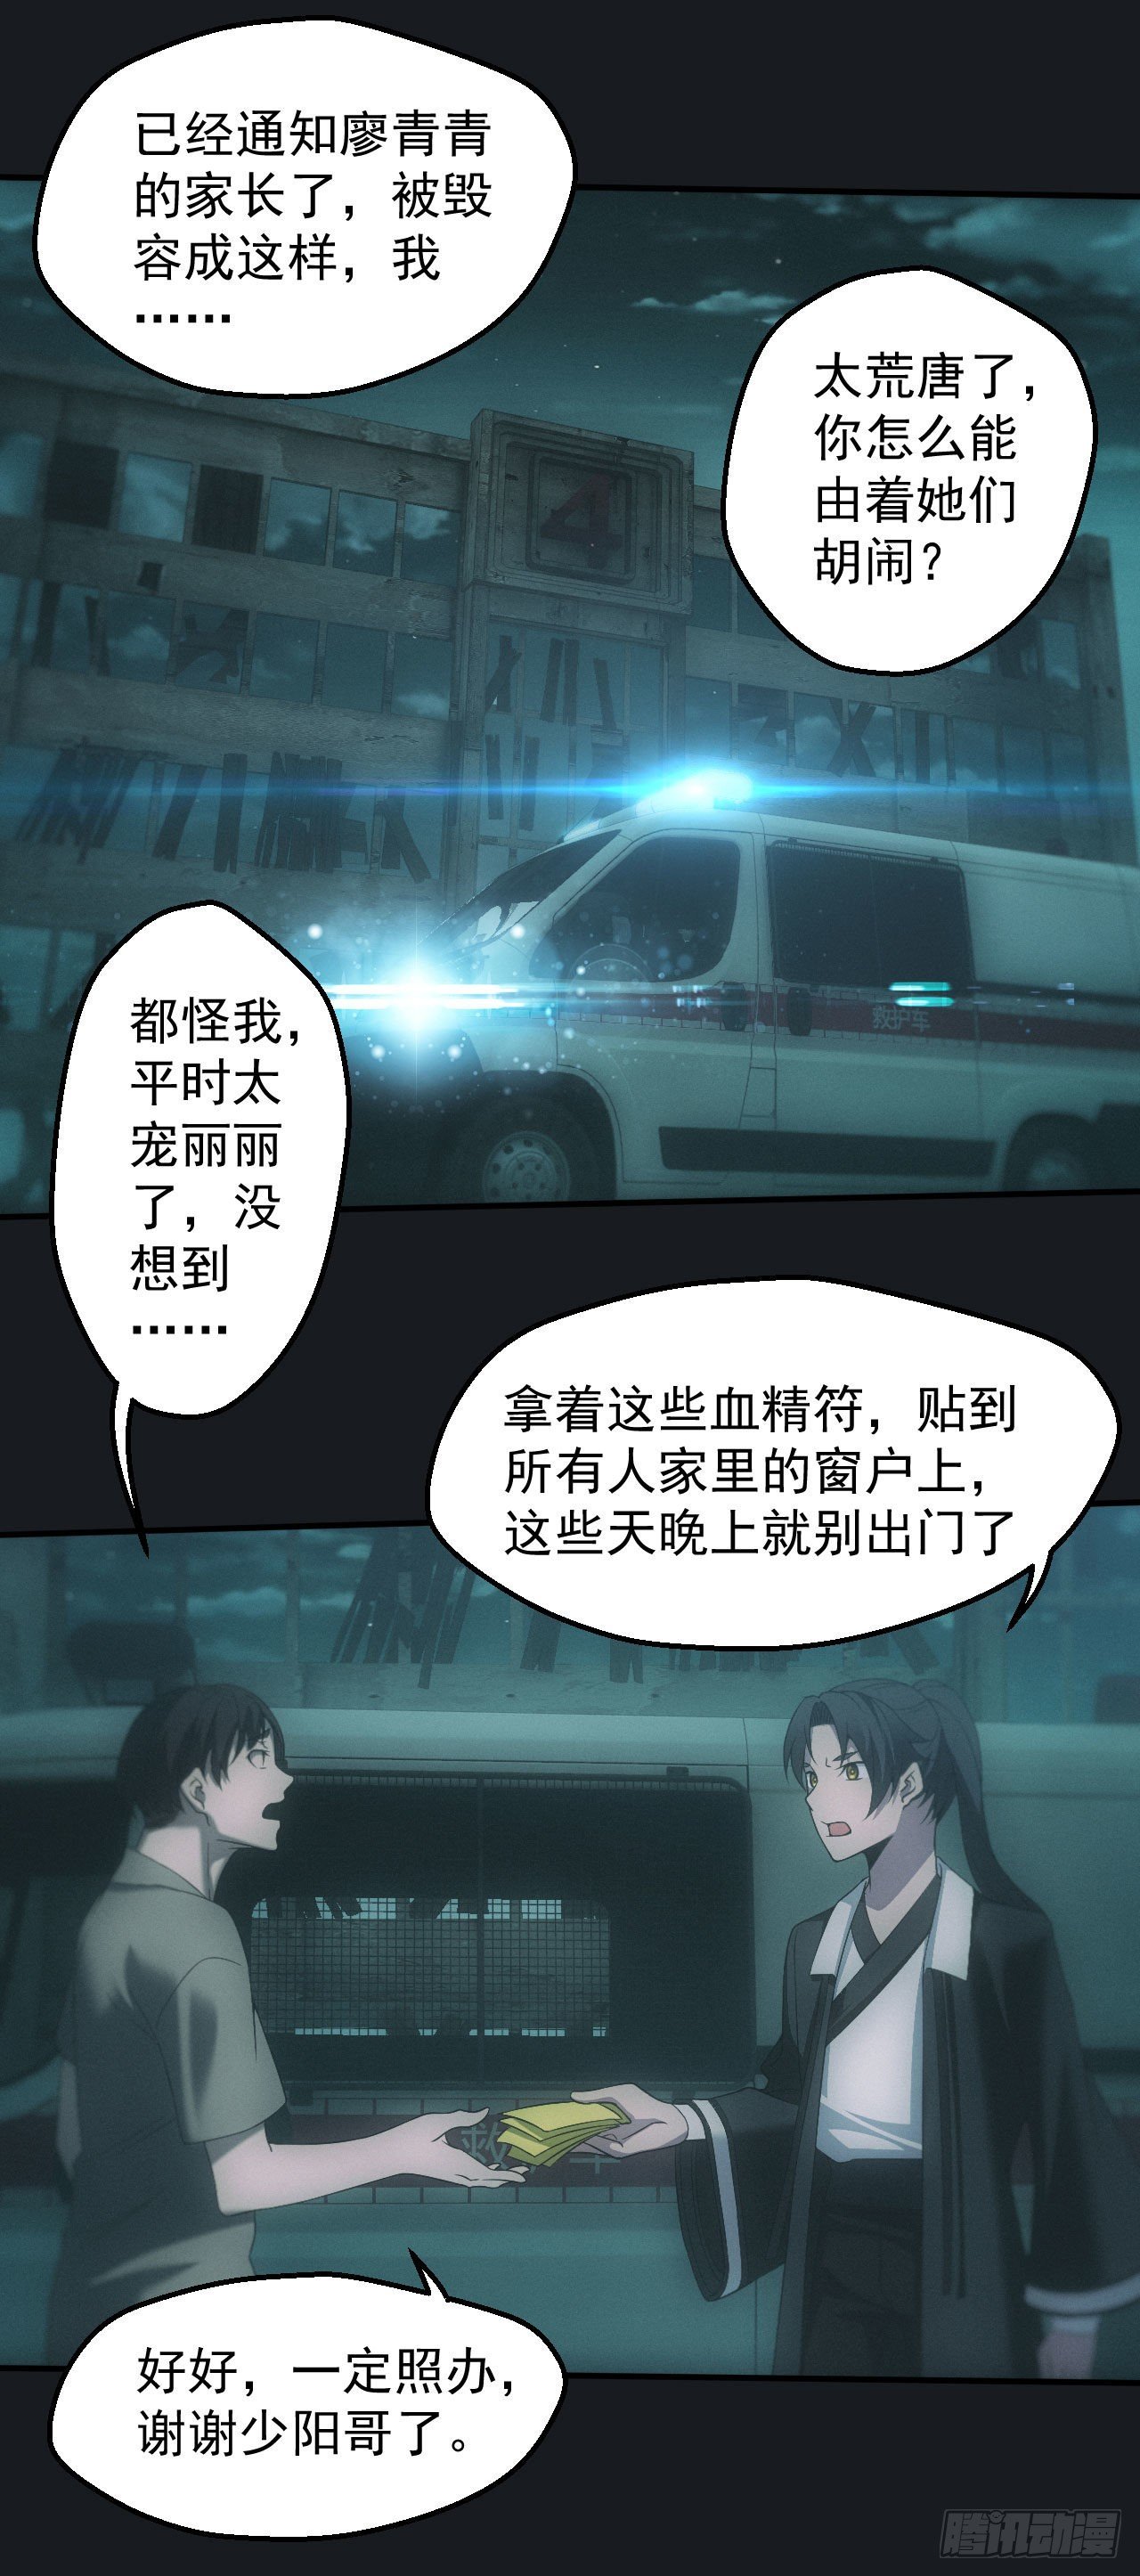 已经通知廖青青
的家长了，被毁
容成这样，我
……
太荒唐了，
你怎么能
由着她们
胡闹？
4
救护车
都怪我，
平时太
宠丽丽
了，没
想到
……
拿着这些血精符，贴到
所有人家里的窗户上，
这些天晚上就别出门了
救 车
好好，一定照办，
谢谢少阳哥了。
腾讯动漫